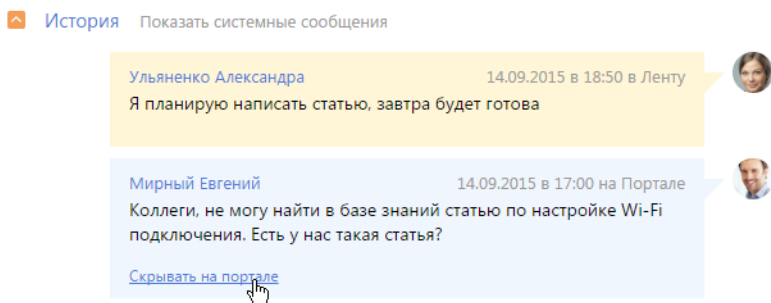 История Показать системные сообщения
Ульяненко Александра 14.09.2015 в 18:50 в Ленту
Я планирую написать статью, завтра будет готова
Мирный Евгений 14.09.2015 в 17:00 на Портале
Коллеги, не могу найти в базе знаний статью по настройке Wi-Fi
подключения. Есть у нас такая статья?
Скрывать на портале